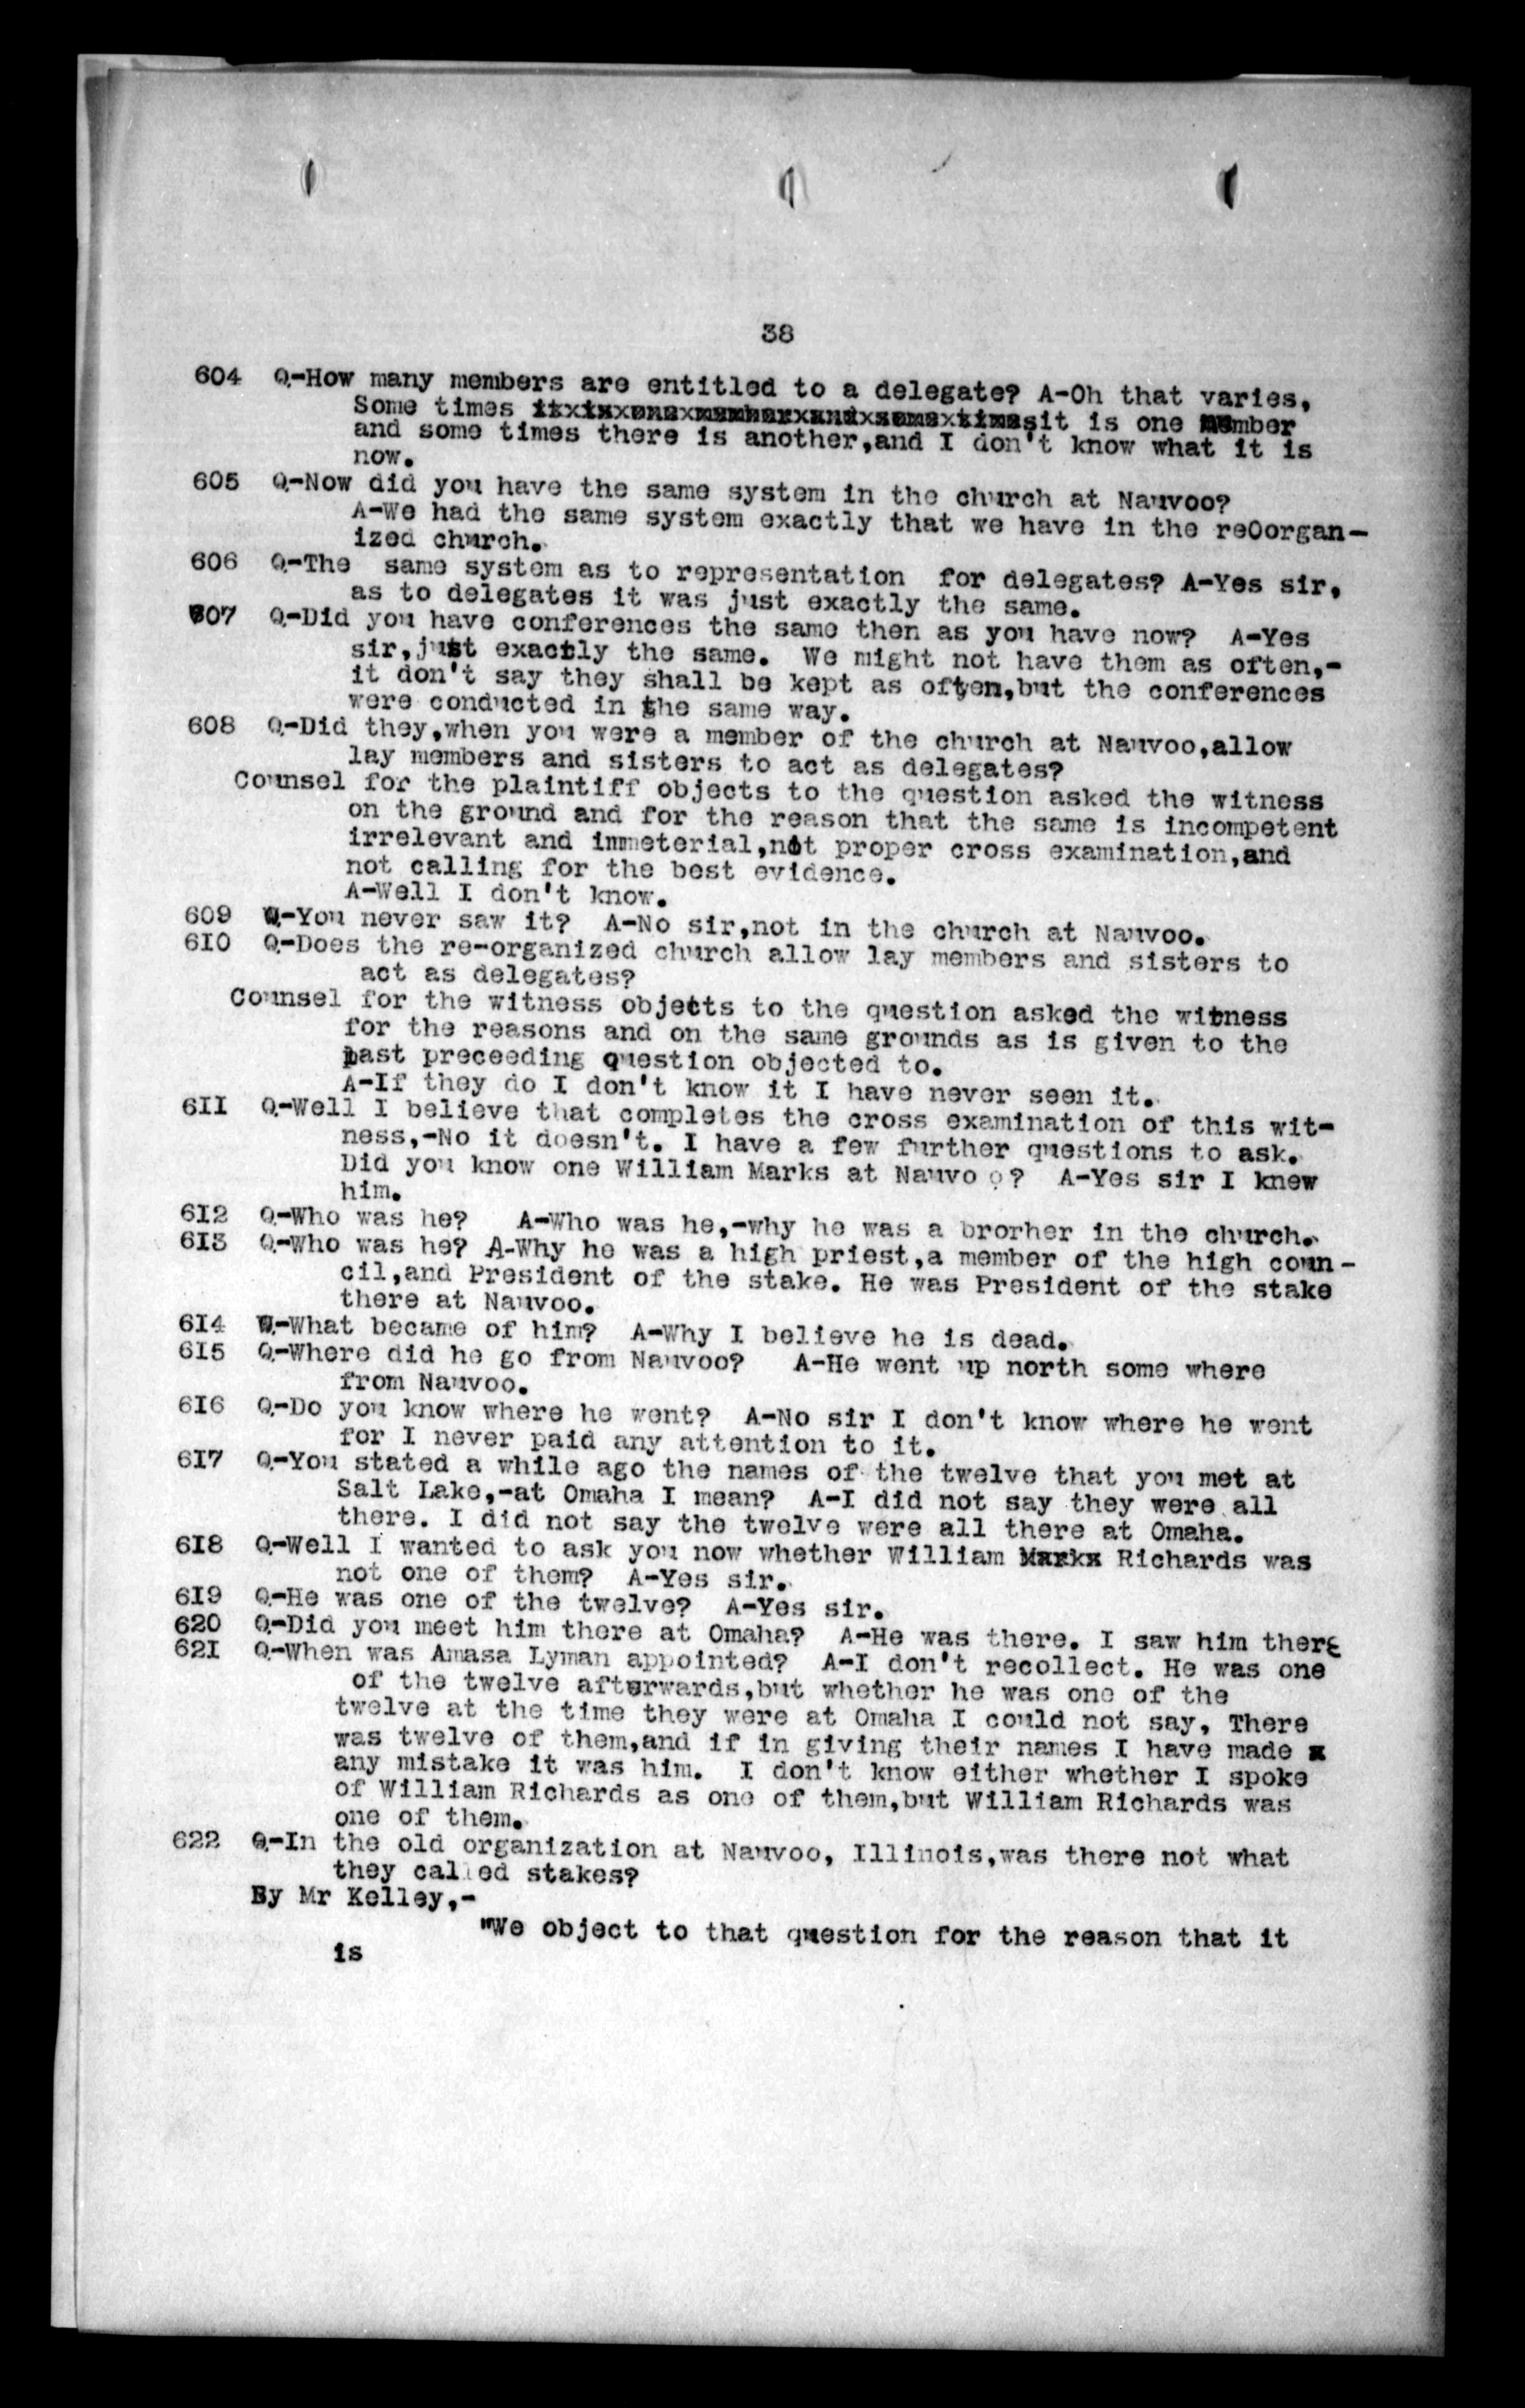 38
604 Q-How many members are entitled to a delegate? A-Oh that varies,
Some times it is one member
and some times there is another,and I don't know what it is
now.
605 Q-Now did you have the same system in the church at Nauvoo?
A-We had the same system exactly that we have in the reOorgan-
ized church.
606 Q-The same system as to representation for delegates? A-Yes sir,
as to delegates it was just exactly the same.
607 Q-Did you have conferences the same then as you have now? A-Yes
sir,just exactly the same. We might not have them as often,-
it don't say they shall be kept as often,but the conferences
were conducted in the same way.
608 Q-Did they,when you were a member of the church at Nauvoo,allow
lay members and sisters to act as delegates?
Counsel for the plaintiff objects to the question asked the witness
on the ground and for the reason that the same is incompetent
irrelevant and immeterial,not proper cross examination,and
not calling for the best evidence.
A-Well I don't know.
609 Q-You never saw it? A-No sir,not in the church at Nauvoo.
6IO Q-Does the re-organized church allow lay members and sisters to
act as delegates?
Counsel for the witness objects to the question asked the witness
for the reasons and on the same grounds as is given to the
last preceeding question objected to.
A-If they do I don't know it I have never seen it.
6II Q-Well I believe that completes the cross examination of this wit-
ness,-No it doesn't. I have a few further questions to ask.
Did you know one William Marks at Nauvo o? A-Yes sir I knew
him.
6I2 Q-Who was he? A-Who was he,-why he was a brorher in the church.
6I3 Q-Who was he? A-Why he was a high priest,a member of the high coun-
cil,and President of the stake. He was President of the stake
there at Nauvoo.
6I4 Q-What became of him? A-Why I believe he is dead.
6I5 Q-Where did he go from Nauvoo? A-He went up north some where
from Nauvoo.
6I6 Q-Do you know where he went? A-No sir I don't know where he went
for I never paid any attention to it.
6I7 Q-You stated a while ago the names of the twelve that you met at
Salt Lake,-at Omaha I mean? A-I did not say they were all
there. I did not say the twelve were all there at Omaha.
6I8 Q-Well I wanted to ask you now whether William Marks Richards was
not one of them? A-Yes sir.
6I9 Q-He was one of the twelve? A-Yes sir.
620 Q-Did you meet him there at Omaha? A-He was there. I saw him there
62I Q-When was Amasa Lyman appointed? A-I don't recollect. He was one
of the twelve afterwards,but whether he was one of the
twelve at the time they were at Omaha I could not say, There
was twelve of them,and if in giving their names I have made x
any mistake it was him. I don't know either whether I spoke
of William Richards as one of them,but William Richards was
one of them.
622 Q-In the old organization at Nauvoo, Illinois,was there not what
they called stakes?
By Mr Kelley,-
"We object to that question for the reason that it
is